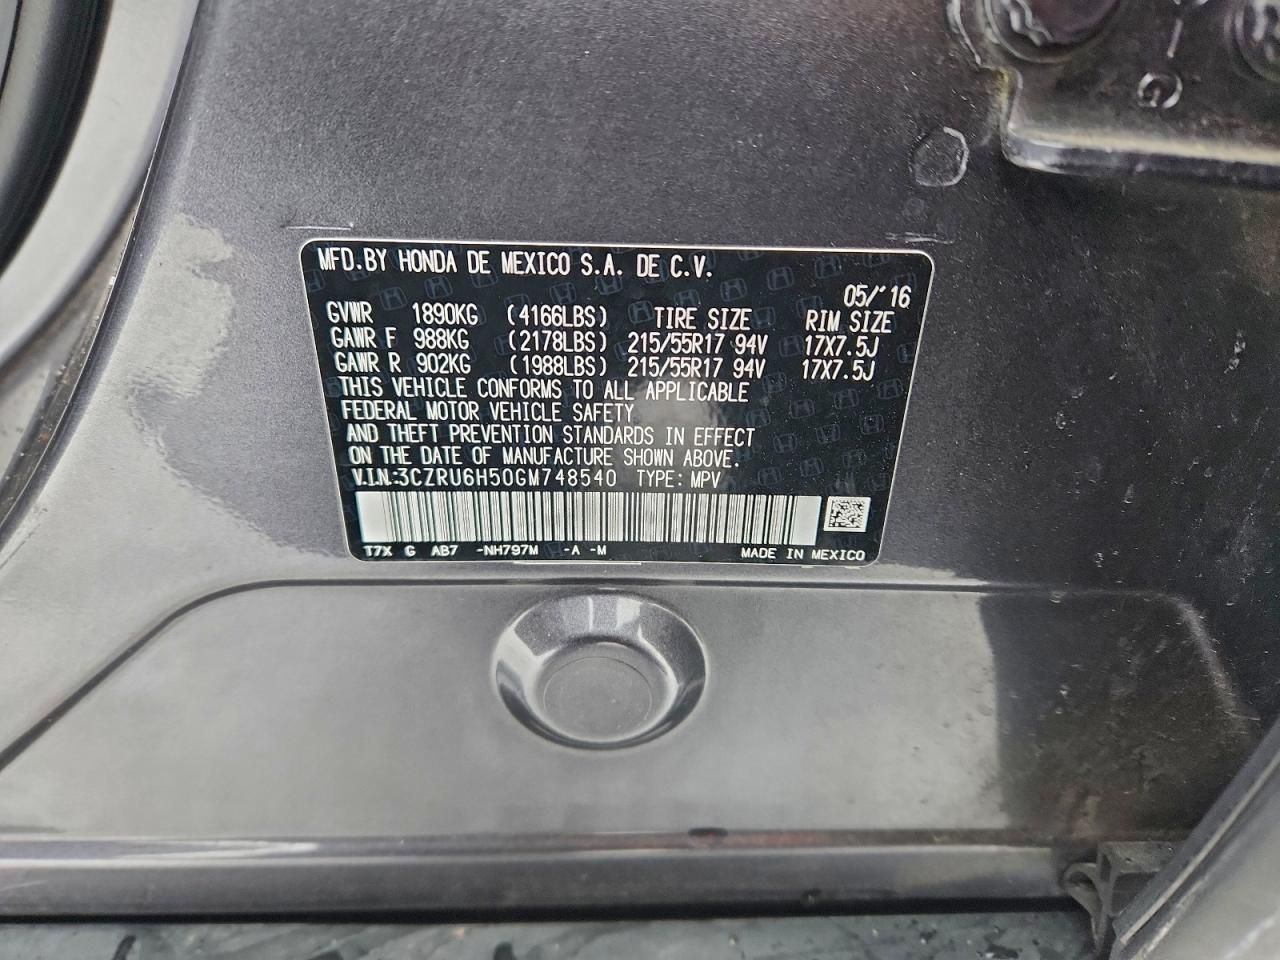 MFD.BY HONDA DE MEXICO S.A. DE C.V.
05/'16
GVWR 1890KG (4166LBS) TIRE SIZE RIM SIZE
GAWR F 988KG (2178LBS) 215/55R17 94V 17X7.5J
GAWR R 902KG (1988LBS) 215/55R17 94V 17X7.5J
THIS VEHICLE CONFORMS TO ALL APPLICABLE
FEDERAL MOTOR VEHICLE SAFETY
AND THEFT PREVENTION STANDARDS IN EFFECT
ON THE DATE OF MANUFACTURE SHOWN ABOVE.
V.I.N.:3CZRU6H50GM748540 TYPE: MPV
T7X G AB7 -NH797M -A -M MADE IN MEXICO